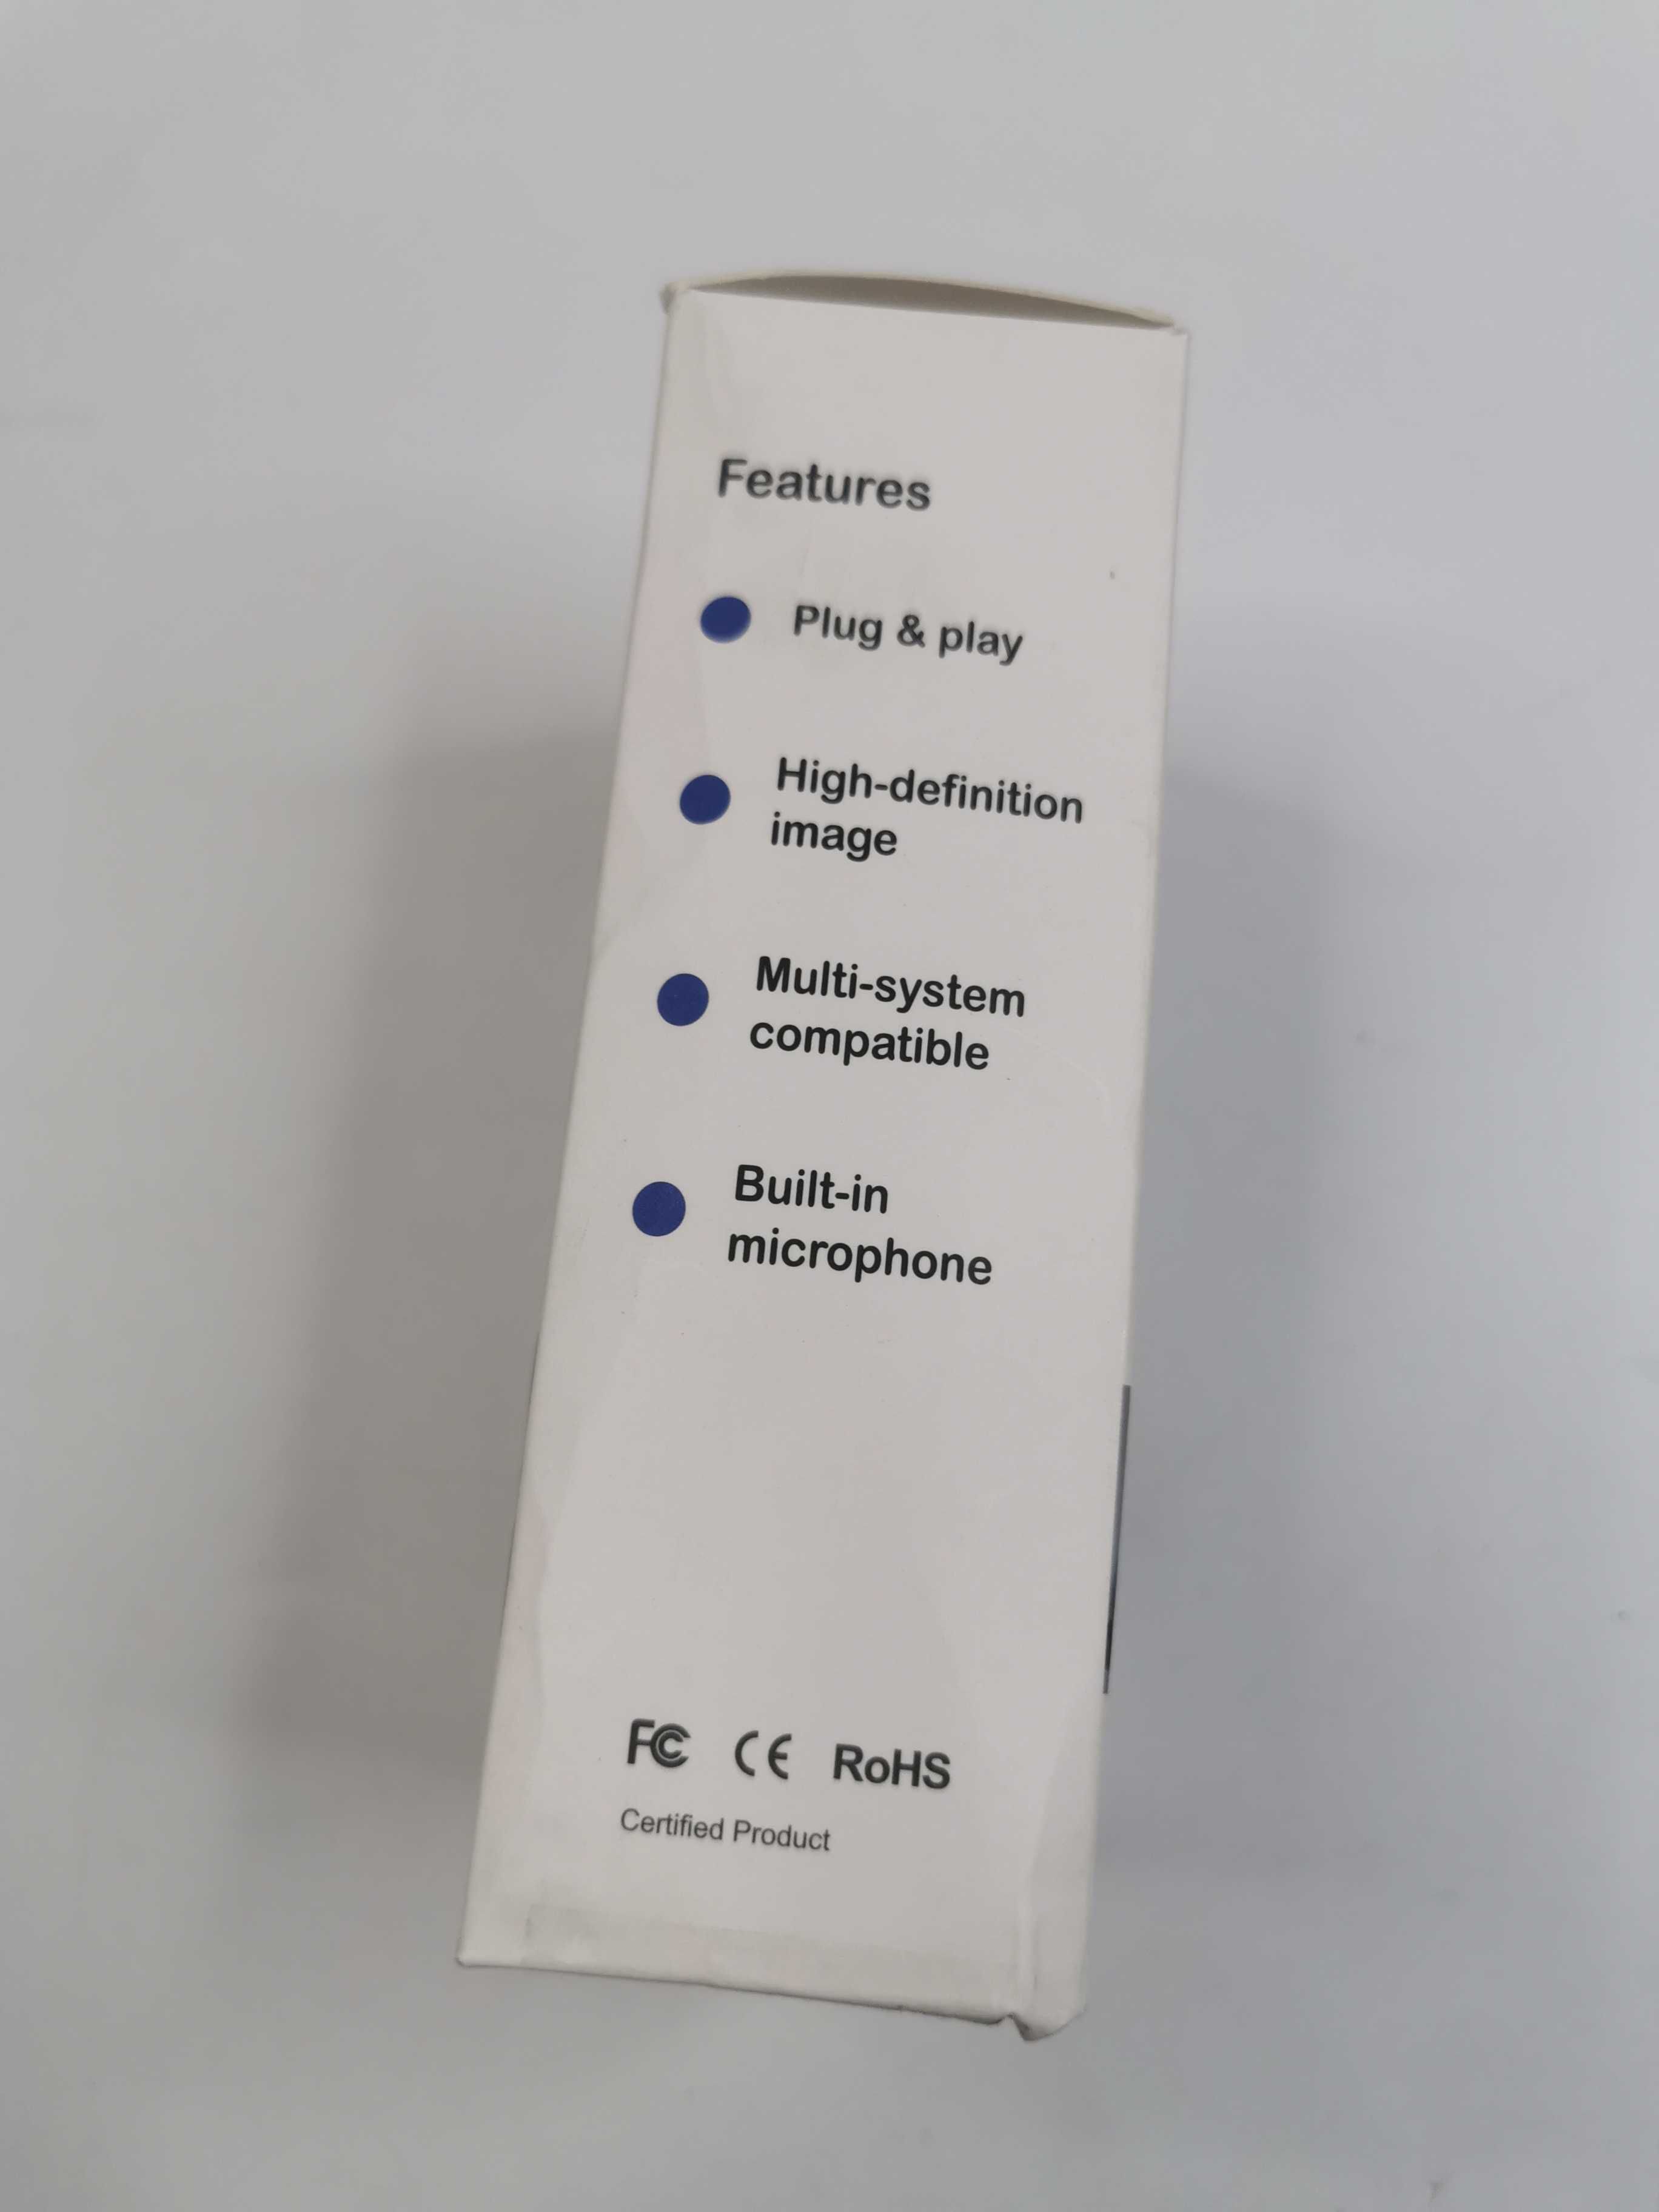 Features
Plug & play
High-definition
image
Multi-system
compatible
Built-in
microphone
FC CE RoHS
Certified Product